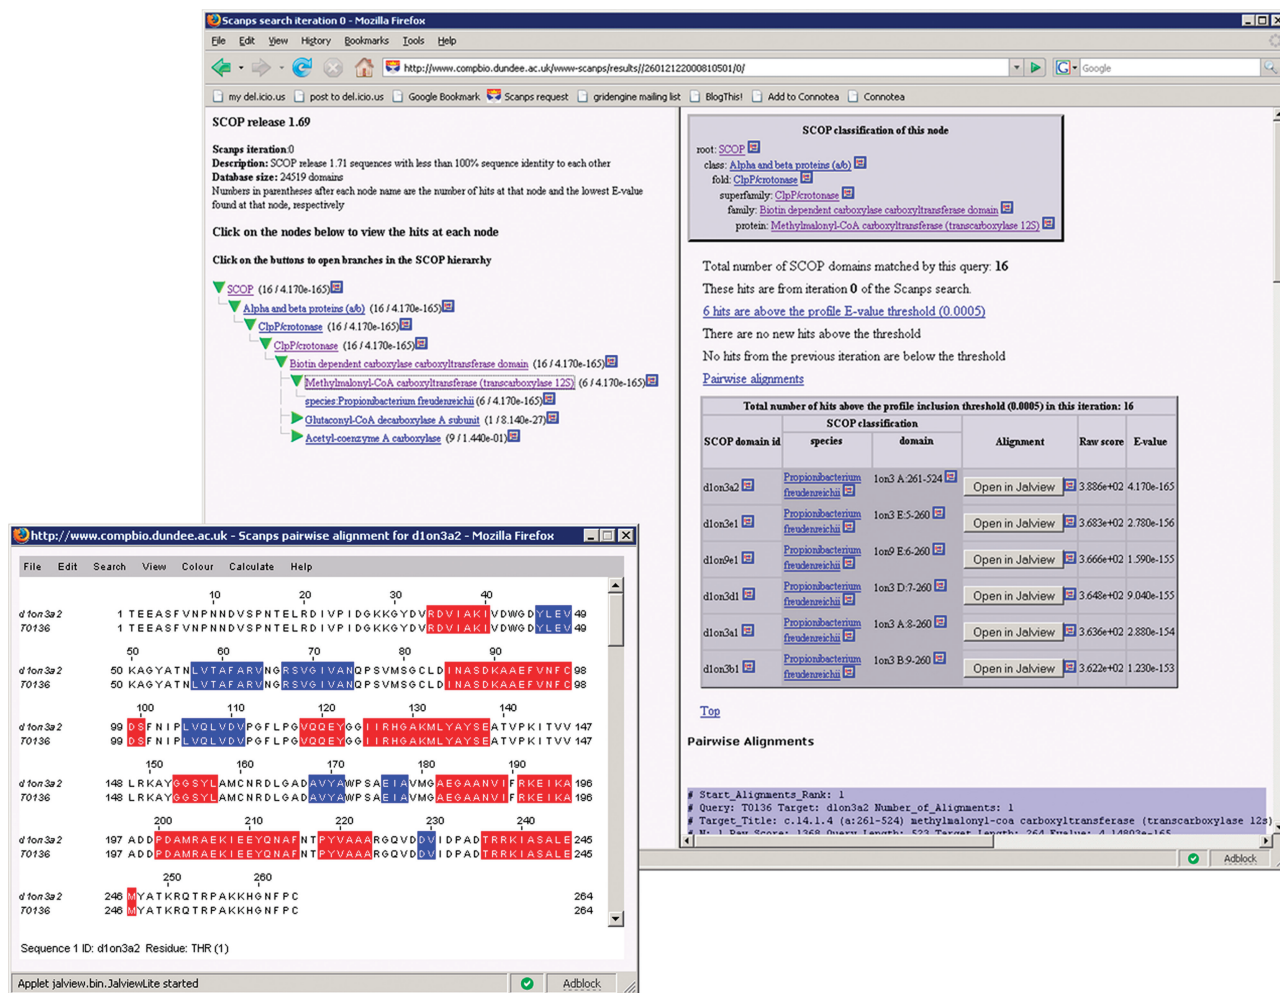 Scanps search iteration 0 - Mozilla Firefox
File Edit View History Bookmarks Tools Help
http://www.compbio.dundee.ac.uk/www-scanps/results//26012122000810501/0/
Google
my del.icio.us post to del.icio.us Google Bookmark Scanps request gridengine mailing list BlogThis! Add to Connotea Connotea
SCOP release 1.69
Scanps iteration:0
Description: SCOP release 1.71 sequences with less than 100% sequence identity to each other
Database size: 24519 domains
Numbers in parentheses after each node name are the number of hits at that node and the lowest E-value
found at that node, respectively
Click on the nodes below to view the hits at each node
Click on the buttons to open branches in the SCOP hierarchy
SCOP (16 / 4.170e-165)
Alpha and beta proteins (a/b) (16 / 4.170e-165)
ClpP/crotonase (16 / 4.170e-165)
ClpP/crotonase (16 / 4.170e-165)
Biotin dependent carboxylase carboxyltransferase domain (16 / 4.170e-165)
Methylmalonyl-CoA carboxyltransferase (transcarboxylase 12S) (6 / 4.170e-165)
species:Propionibacterium freudenreichii (6 / 4.170e-165)
Glutaconyl-CoA decarboxylase A subunit (1 / 8.140e-27)
Acetyl-coenzyme A carboxylase (9 / 1.440e-01)
SCOP classification of this node
root: SCOP
class: Alpha and beta proteins (a/b)
fold: ClpP/crotonase
superfamily: ClpP/crotonase
family: Biotin dependent carboxylase carboxyltransferase domain
protein: Methylmalonyl-CoA carboxyltransferase (transcarboxylase 12S)
Total number of SCOP domains matched by this query: 16
These hits are from iteration 0 of the Scanps search.
6 hits are above the profile E-value threshold (0.0005)
There are no new hits above the threshold
No hits from the previous iteration are below the threshold
Pairwise alignments
Total number of hits above the profile inclusion threshold (0.0005) in this iteration: 16
SCOP classification
SCOP domain id species domain Alignment Raw score E-value
d1on3a2 Propionibacterium freudenreichii 1on3 A:261-524 Open in Jalview 3.886e+02 4.170e-165
d1on3e1 Propionibacterium freudenreichii 1on3 E:5-260 Open in Jalview 3.683e+02 2.780e-156
d1on9e1 Propionibacterium freudenreichii 1on9 E:6-260 Open in Jalview 3.666e+02 1.590e-155
d1on3d1 Propionibacterium freudenreichii 1on3 D:7-260 Open in Jalview 3.648e+02 9.040e-155
d1on3a1 Propionibacterium freudenreichii 1on3 A:8-260 Open in Jalview 3.636e+02 2.880e-154
d1on3b1 Propionibacterium freudenreichii 1on3 B:9-260 Open in Jalview 3.622e+02 1.230e-153
Top
Pairwise Alignments
# Start_Alignments_Rank: 1
# Query: T0136 Target: d1on3a2 Number_of_Alignments: 1
# Target_Title: c.14.1.4 (a:261-524) methylmalonyl-coa carboxyltransferase (transcarboxylase 12s)
# N: 1 Raw Score: 1368 Query Length: 523 Target Length: 264 Evalue: 4.14803e-165
Adblock
http://www.compbio.dundee.ac.uk - Scanps pairwise alignment for d1on3a2 - Mozilla Firefox
File Edit Search View Colour Calculate Help
10 20 30 40
d1on3a2 1 TEEASFVNPNNDVSPNTELRDIVPIDGKKGYDVRDVIAKIVDWGDYLEV 49
T0136 1 TEEASFVNPNNDVSPNTELRDIVPIDGKKGYDVRDVIAKIVDWGDYLEV 49
50 60 70 80 90
d1on3a2 50 KAGYATNLVTAFARVNGRSVGIVANQPSVMSGCLDINASDKAAEFVNFC 98
T0136 50 KAGYATNLVTAFARVNGRSVGIVANQPSVMSGCLDINASDKAAEFVNFC 98
100 110 120 130 140
d1on3a2 99 DSFNIPLVQLVDVPGFLPGVQQEYGGIIRHGAKMLYAYSEATVPKITVV 147
T0136 99 DSFNIPLVQLVDVPGFLPGVQQEYGGIIRHGAKMLYAYSEATVPKITVV 147
150 160 170 180 190
d1on3a2 148 LRKAYGGSYLAMCNRDLGADAVYAWPSAEIAVMGAEGAANVIFRKEIKA 196
T0136 148 LRKAYGGSYLAMCNRDLGADAVYAWPSAEIAVMGAEGAANVIFRKEIKA 196
200 210 220 230 240
d1on3a2 197 ADDPDAMRAEKIEEYQNAFNTPYVAAARGQVDDVIDPADTRRKIASALE 245
T0136 197 ADDPDAMRAEKIEEYQNAFNTPYVAAARGQVDDVIDPADTRRKIASALE 245
250 260
d1on3a2 246 MYATKRQTRPAKKHGNFPC 264
T0136 246 MYATKRQTRPAKKHGNFPC 264
Sequence 1 ID: d1on3a2 Residue: THR (1)
Applet jalview.bin.JalviewLite started
Adblock